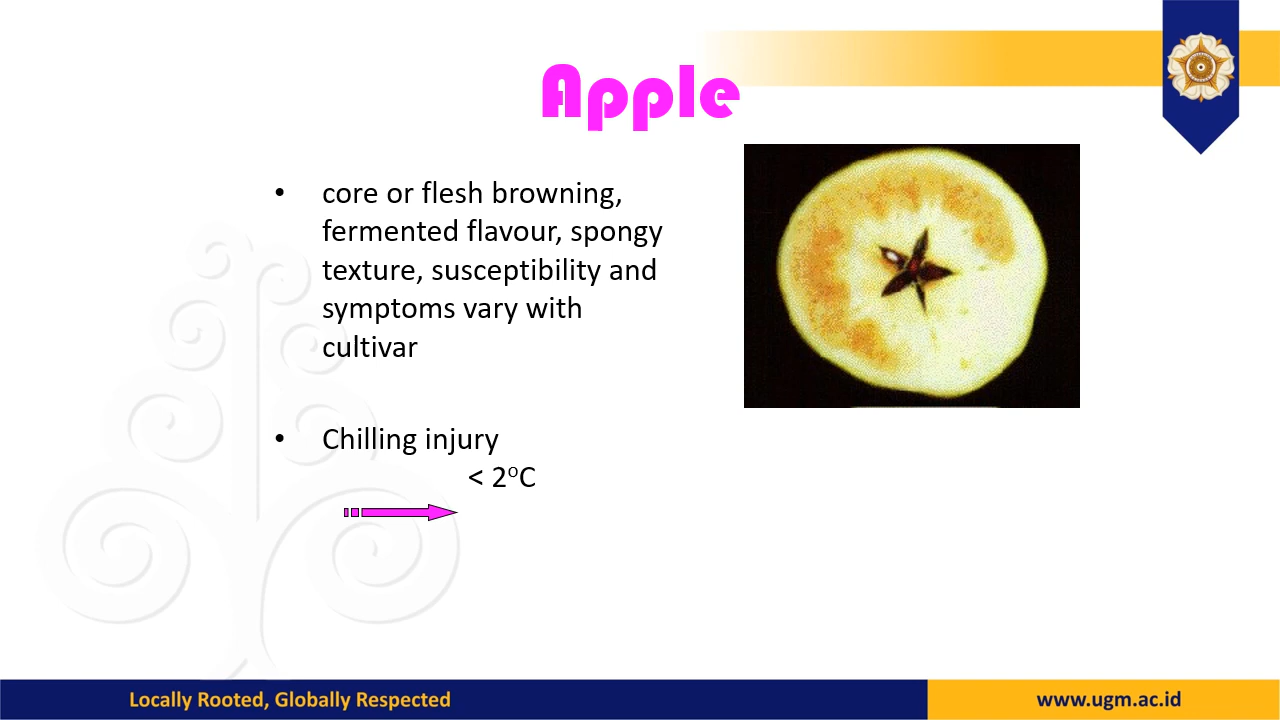 Apple
• core or flesh browning,
fermented flavour, spongy
texture, susceptibility and
symptoms vary with
cultivar
• Chilling injury
< 2°C
Locally Rooted, Globally Respected
www.ugm.ac.id